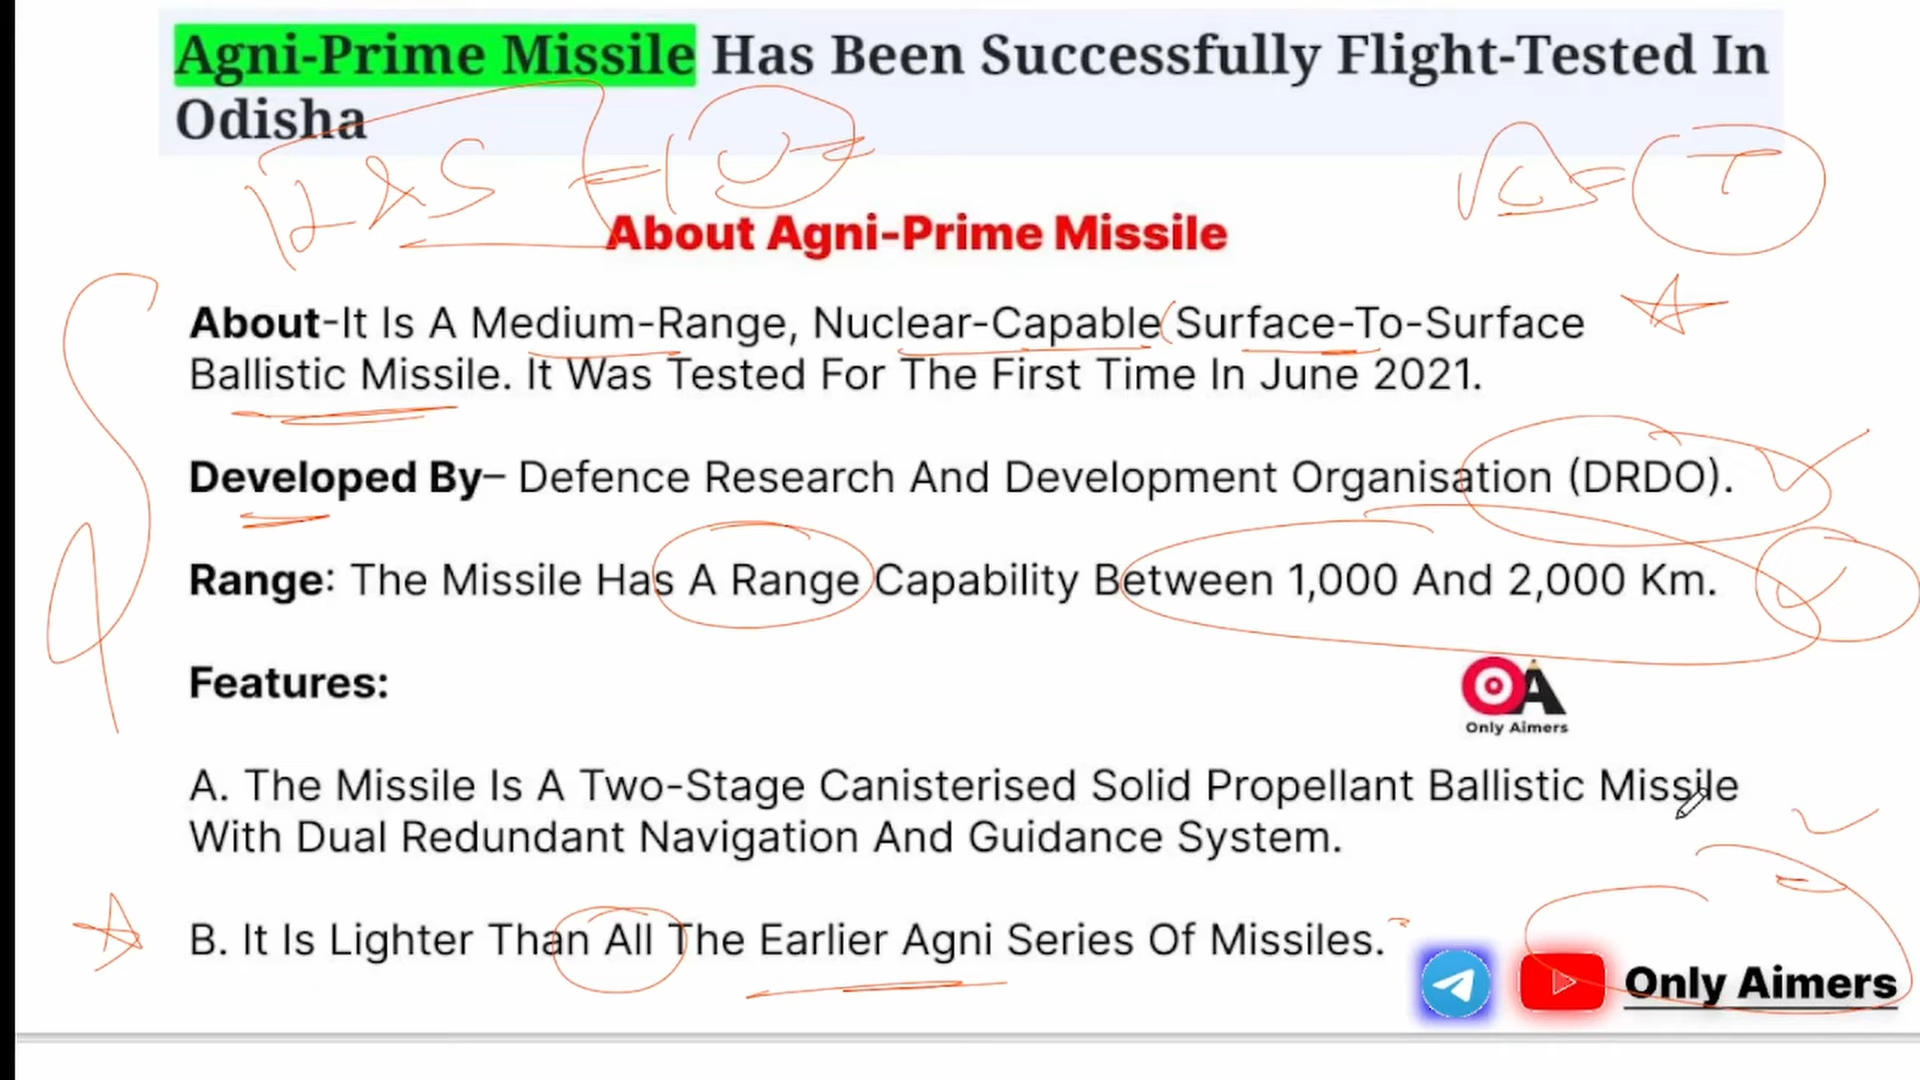 Agni-Prime Missile Has Been Successfully Flight-Tested In
Odisha
About Agni-Prime Missile
About-It Is A Medium-Range, Nuclear-Capable Surface-To-Surface
Ballistic Missile. It Was Tested For The First Time In June 2021.
Developed By– Defence Research And Development Organisation (DRDO).
Range: The Missile Has A Range Capability Between 1,000 And 2,000 Km.
Features:
OA
Only Aimers
A. The Missile Is A Two-Stage Canisterised Solid Propellant Ballistic Missile
With Dual Redundant Navigation And Guidance System.
B. It Is Lighter Than All The Earlier Agni Series Of Missiles.
Only Aimers